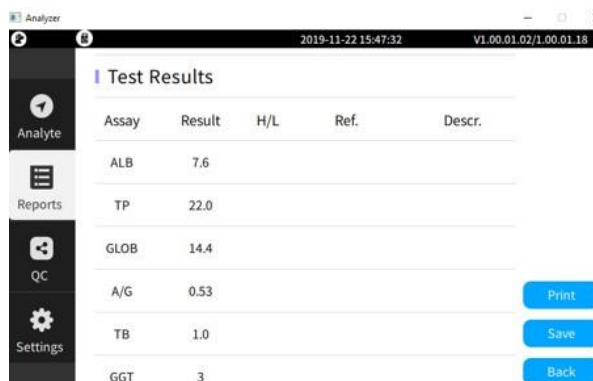 Analyzer
2019-11-22 15:47:32 V1.00.01.02/1.00.01.18
Test Results
Analyte
Reports
QC
Settings
Assay Result H/L Ref. Descr.
ALB 7.6
TP 22.0
GLOB 14.4
A/G 0.53
TB 1.0
GGT 3
Print
Save
Back